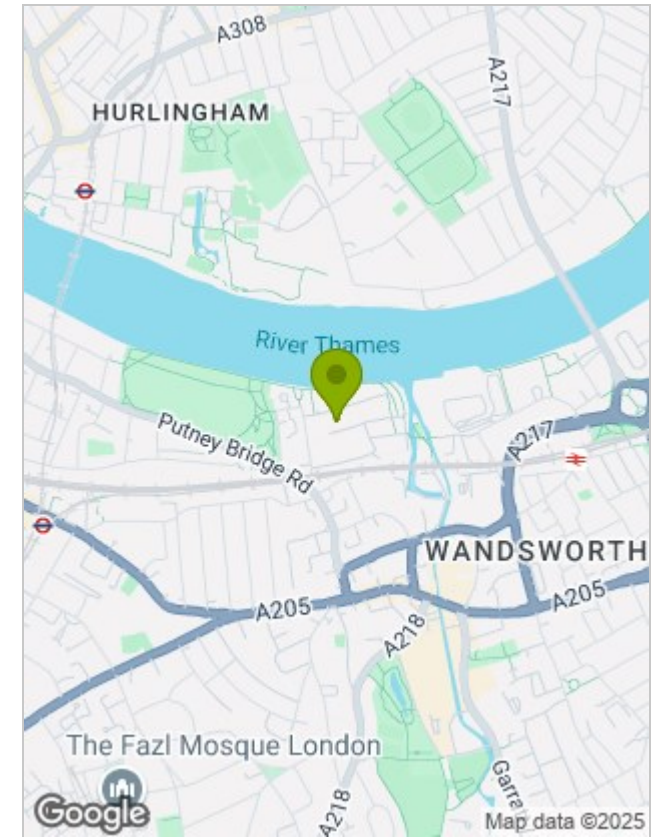 A308
A217
HURLINGHAM
River Thames
Putney Bridge Rd
A217
WANDSWORTH
A205
A205
A218
The Fazl Mosque London
Garra
A218
Google
Map data ©2025